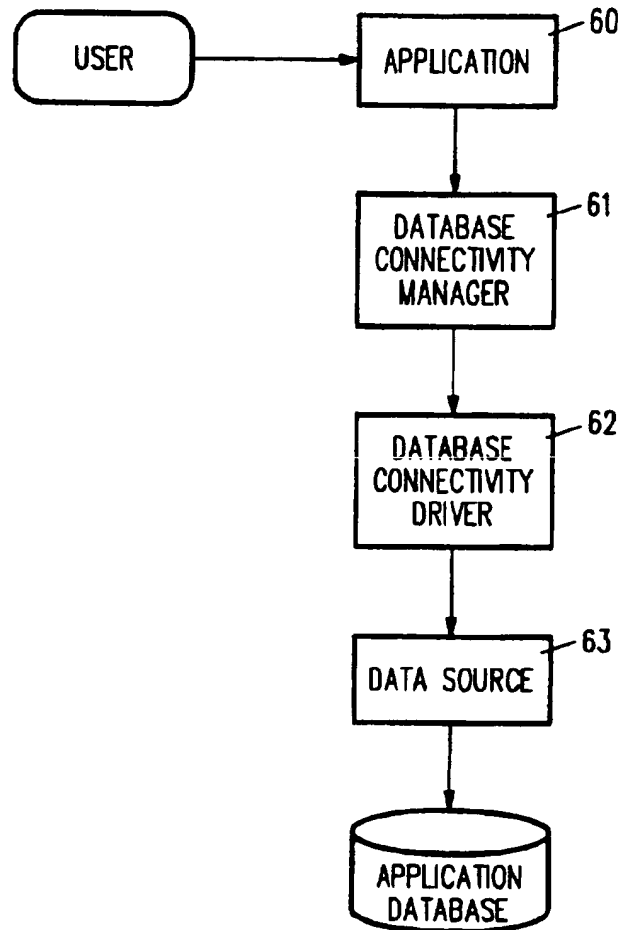 USER
APPLICATION
60
DATABASE
CONNECTIVITY
MANAGER
61
DATABASE
CONNECTIVITY
DRIVER
62
DATA SOURCE
63
APPLICATION
DATABASE